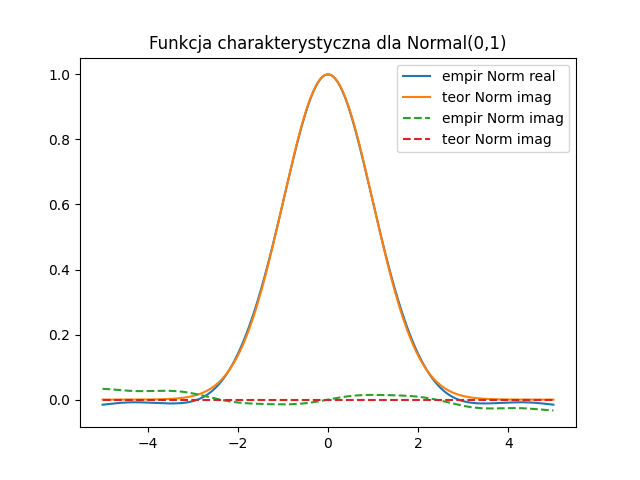 Funkcja charakterystyczna dla Normal(0,1)
1.0
0.8
0.6
0.4
0.2
0.0
empir Norm real
teor Norm imag
empir Norm imag
teor Norm imag
−4
−2
0
2
4